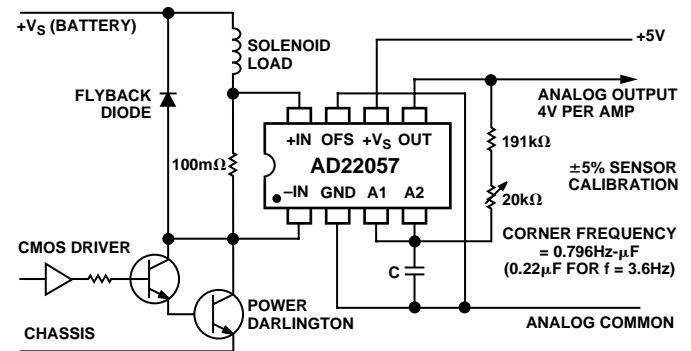 +VS (BATTERY)
SOLENOID
LOAD
+5V
FLYBACK
DIODE
ANALOG OUTPUT
4V PER AMP
+IN OFS +VS OUT
191kΩ
100mΩ
AD22057
±5% SENSOR
CALIBRATION
–IN GND A1 A2
20kΩ
CORNER FREQUENCY
= 0.796Hz-μF
(0.22μF FOR f = 3.6Hz)
CMOS DRIVER
C
POWER
DARLINGTON
ANALOG COMMON
CHASSIS